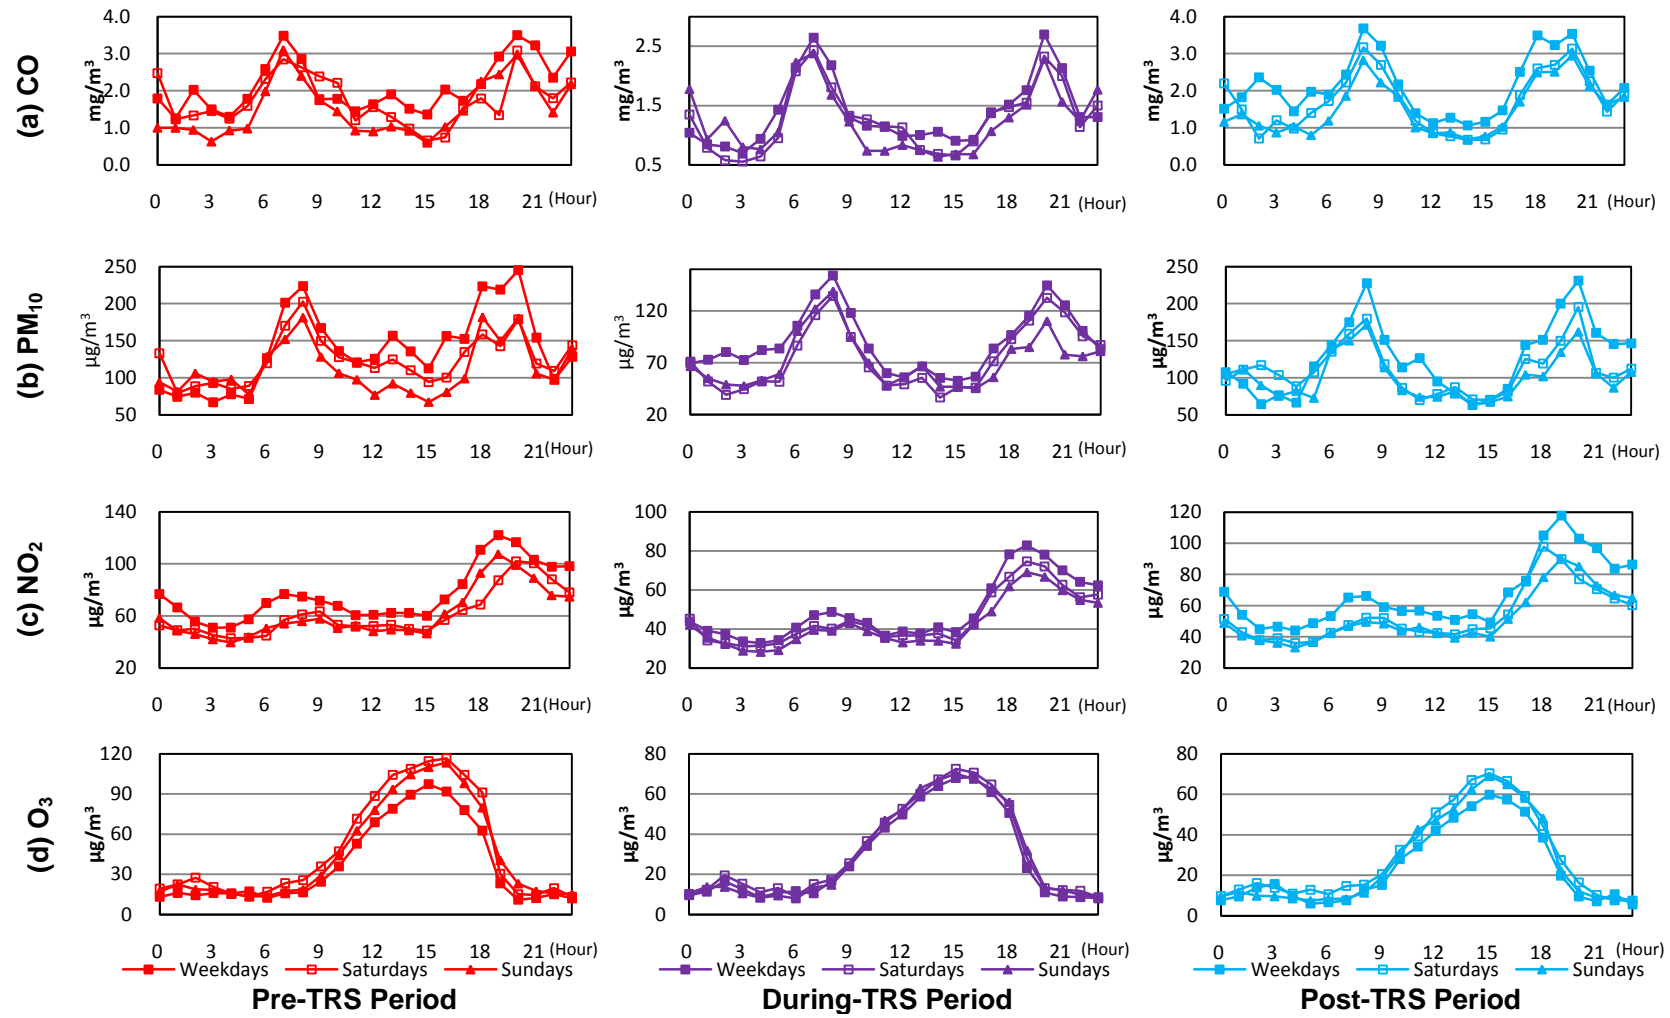 (a) CO
mg/m³
4.0
3.0
2.0
1.0
0.0
0 3 6 9 12 15 18 21 (Hour)
mg/m³
2.5
1.5
0.5
0 3 6 9 12 15 18 21 (Hour)
mg/m³
4.0
3.0
2.0
1.0
0.0
0 3 6 9 12 15 18 21 (Hour)
(b) PM₁₀
µg/m³
250
200
150
100
50
0 3 6 9 12 15 18 21 (Hour)
µg/m³
120
70
20
0 3 6 9 12 15 18 21 (Hour)
µg/m³
250
200
150
100
50
0 3 6 9 12 15 18 21 (Hour)
(c) NO₂
µg/m³
140
100
60
20
0 3 6 9 12 15 18 21 (Hour)
µg/m³
100
80
60
40
20
0 3 6 9 12 15 18 21 (Hour)
µg/m³
120
100
80
60
40
20
0 3 6 9 12 15 18 21 (Hour)
(d) O₃
µg/m³
120
90
60
30
0
0 3 6 9 12 15 18 21 (Hour)
µg/m³
80
60
40
20
0
0 3 6 9 12 15 18 21 (Hour)
µg/m³
80
60
40
20
0
0 3 6 9 12 15 18 21 (Hour)
Weekdays Saturdays Sundays
Weekdays Saturdays Sundays
Weekdays Saturdays Sundays
Pre-TRS Period
During-TRS Period
Post-TRS Period